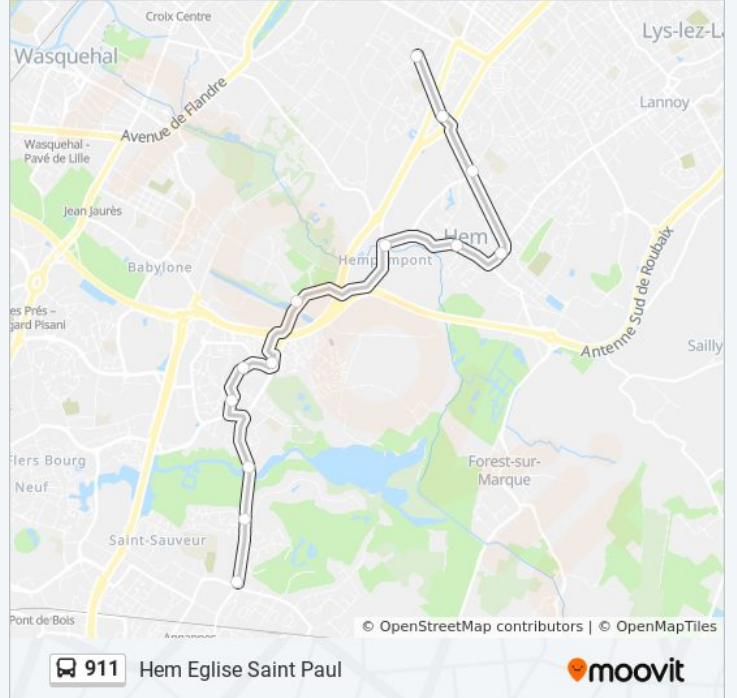 Croix Centre
Lys-lez-La
Wasquehal
Lannoy
Avenue de Flandre
Wasquehal -
Pavé de Lille
Jean Jaurès
Hem
Hempempont
Babylone
Antenne Sud de Roubaix
es Prés –
gard Pisani
Sailly
Flers Bourg
Neuf
Forest-sur-
Marque
Saint-Sauveur
Pont de Bois
Annappes
© OpenStreetMap contributors | © OpenMapTiles
911 Hem Eglise Saint Paul
moovit